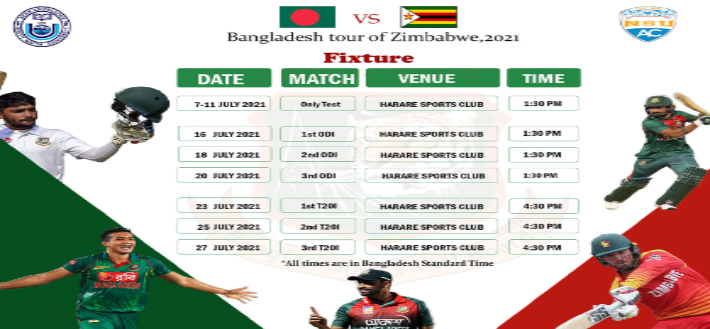 VS
Bangladesh tour of Zimbabwe,2021
Fixture
DATE MATCH VENUE TIME
7-11 JULY 2021 Only Test HARARE SPORTS CLUB 1:30 PM
16 JULY 2021 1st ODI HARARE SPORTS CLUB 1:30 PM
18 JULY 2021 2nd ODI HARARE SPORTS CLUB 1:30 PM
20 JULY 2021 3rd ODI HARARE SPORTS CLUB 1:30 PM
23 JULY 2021 1st T20I HARARE SPORTS CLUB 4:30 PM
25 JULY 2021 2nd T20I HARARE SPORTS CLUB 4:30 PM
27 JULY 2021 3rd T20I HARARE SPORTS CLUB 4:30 PM
*All times are in Bangladesh Standard Time
NSU
AC
BANGLADESH